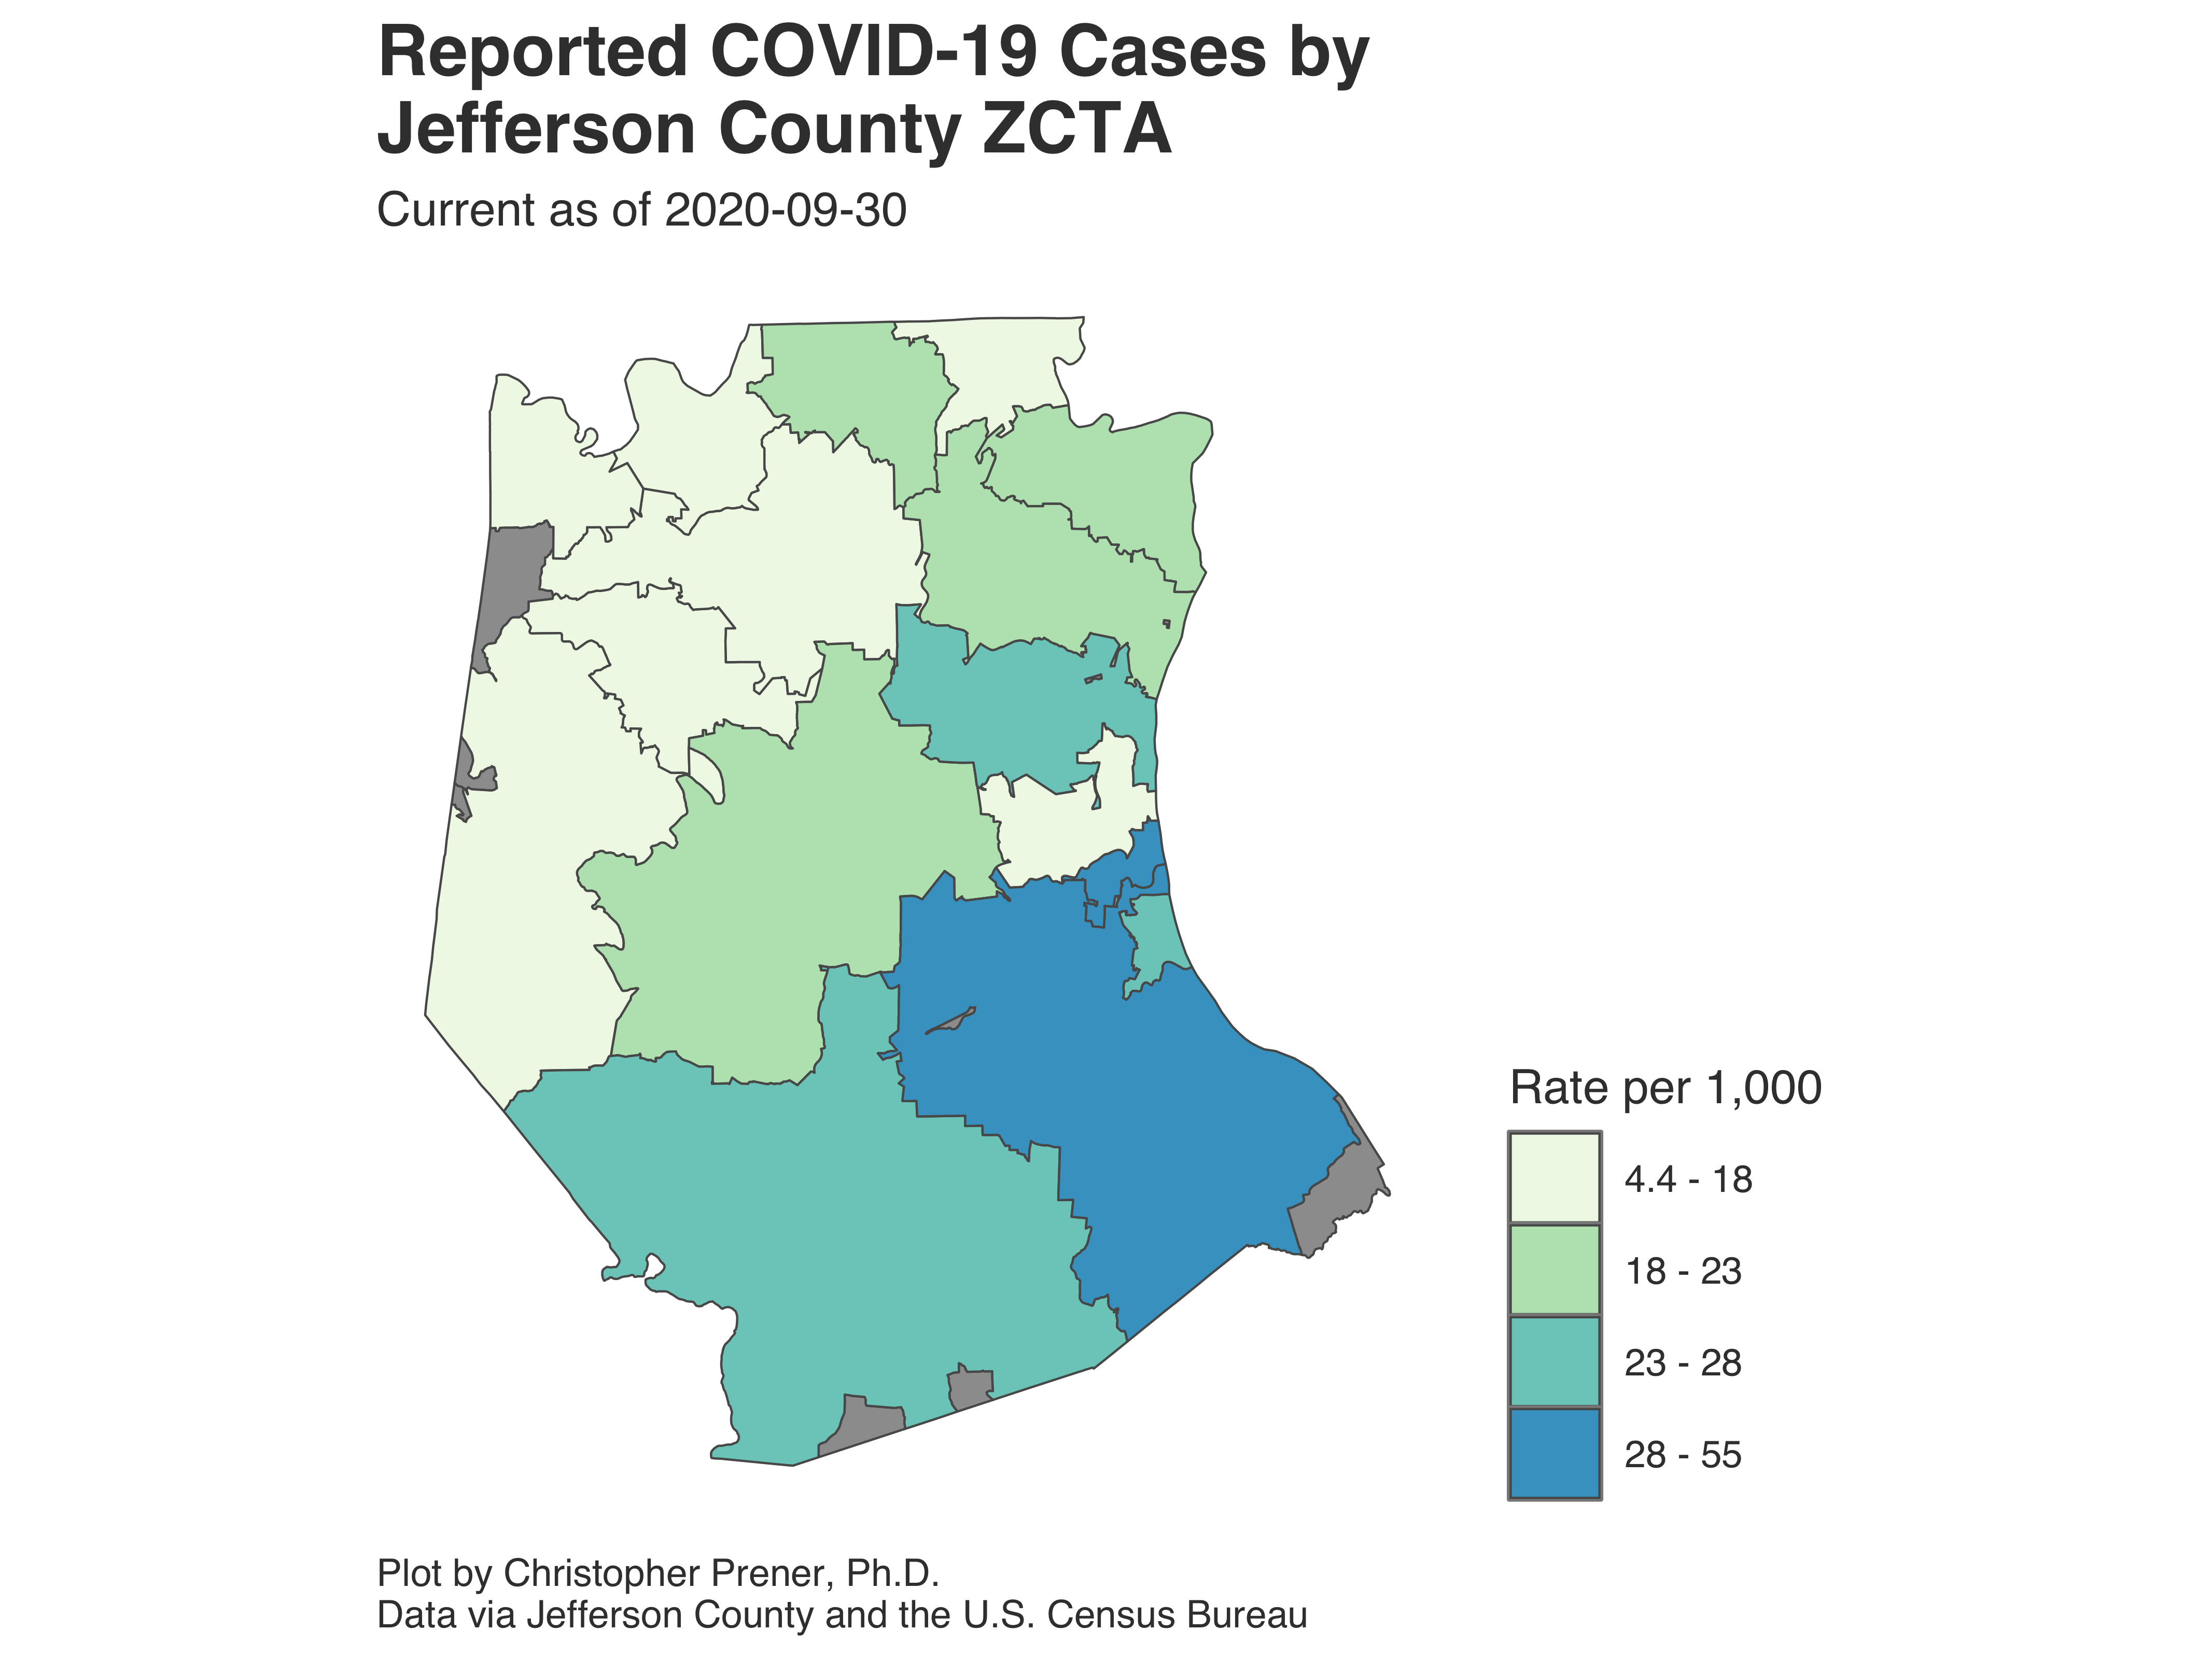 Reported COVID-19 Cases by
Jefferson County ZCTA
Current as of 2020-09-30
Rate per 1,000
4.4 - 18
18 - 23
23 - 28
28 - 55
Plot by Christopher Prener, Ph.D.
Data via Jefferson County and the U.S. Census Bureau